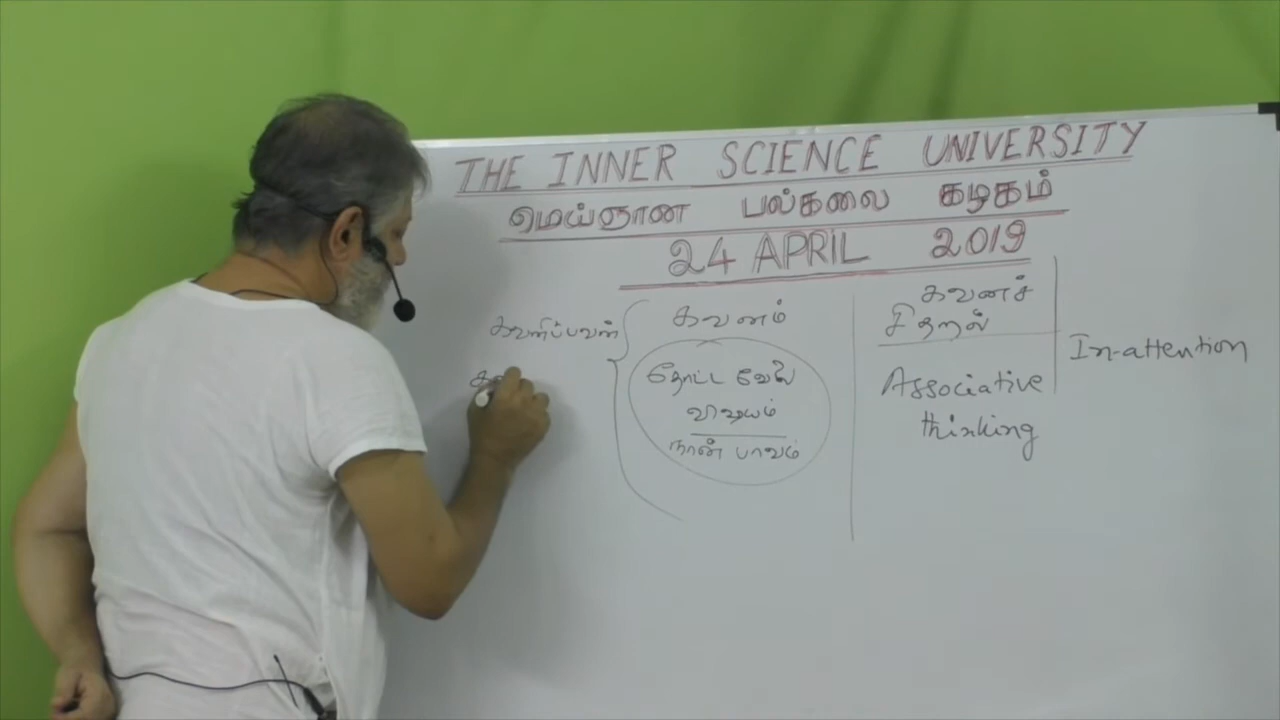 THE INNER SCIENCE UNIVERSITY
மெய்ஞான பல்கலை கழகம்
24 APRIL 2019
கவனிப்பவன்
கவனம்
தோட்ட வேலை
விஷயம்
நான் பாவம்
கவனச்
சிதறல்
Associative
thinking
In-attention